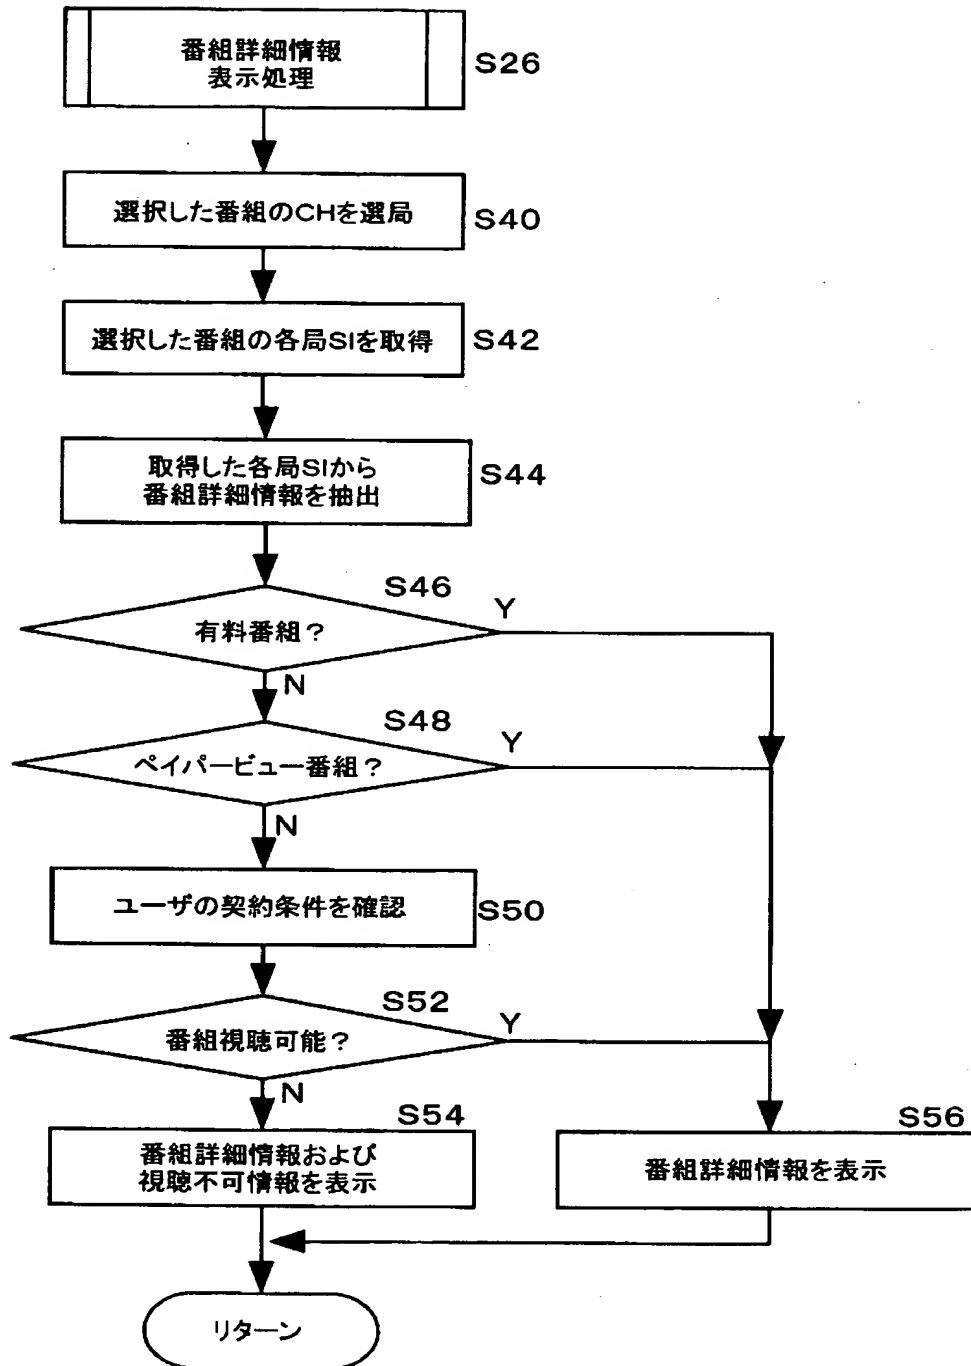 番組詳細情報
表示処理
S26
選択した番組のCHを選局
S40
選択した番組の各局SIを取得
S42
取得した各局SIから
番組詳細情報を抽出
S44
S46
有料番組?
Y
N
S48
ペイパービュー番組?
Y
N
ユーザの契約条件を確認
S50
S52
番組視聴可能?
Y
N
S54
番組詳細情報および
視聴不可情報を表示
S56
番組詳細情報を表示
リターン